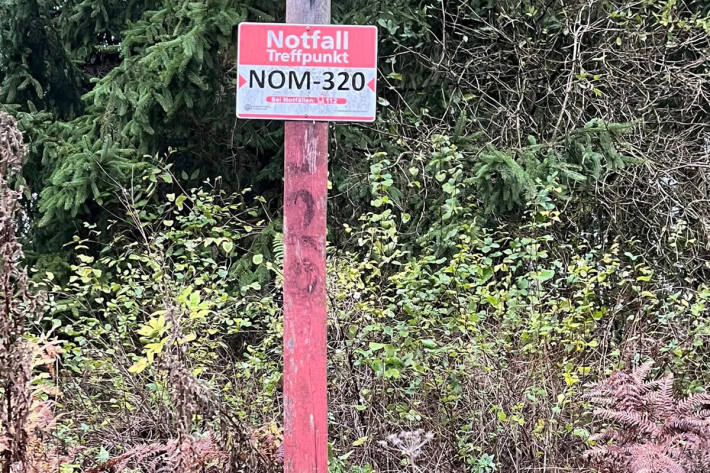 Notfall
Treffpunkt
NOM-320
Bei Notfällen: 112